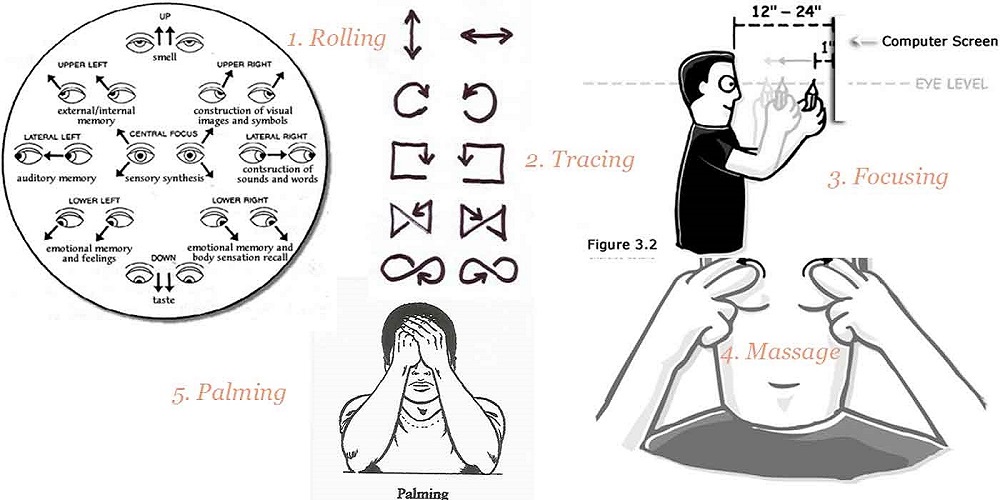 UP
smell
UPPER LEFT
external/internal
memory
UPPER RIGHT
construction of visual
images and symbols
LATERAL LEFT
auditory memory
CENTRAL FOCUS
sensory synthesis
LATERAL RIGHT
contsruction of
sounds and words
LOWER LEFT
emotional memory
and feelings
LOWER RIGHT
emotional memory and
body sensation recall
DOWN
taste
1. Rolling
2. Tracing
12" – 24"
1"
Computer Screen
EYE LEVEL
3. Focusing
Figure 3.2
4. Massage
5. Palming
Palming